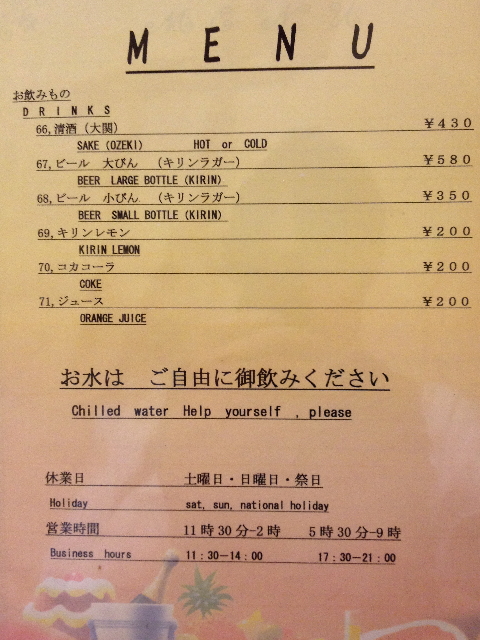 MENU
お飲みもの
DRINKS
66,清酒（大関） ￥430
SAKE (OZEKI) HOT or COLD
67,ビール 大びん （キリンラガー） ￥580
BEER LARGE BOTTLE (KIRIN)
68,ビール 小びん （キリンラガー） ￥350
BEER SMALL BOTTLE (KIRIN)
69,キリンレモン ￥200
KIRIN LEMON
70,コカコーラ ￥200
COKE
71,ジュース ￥200
ORANGE JUICE
お水は ご自由に御飲みください
Chilled water Help yourself , please
休業日 土曜日・日曜日・祭日
Holiday sat, sun, national holiday
営業時間 11時30分-2時 5時30分-9時
Business hours 11:30-14:00 17:30-21:00